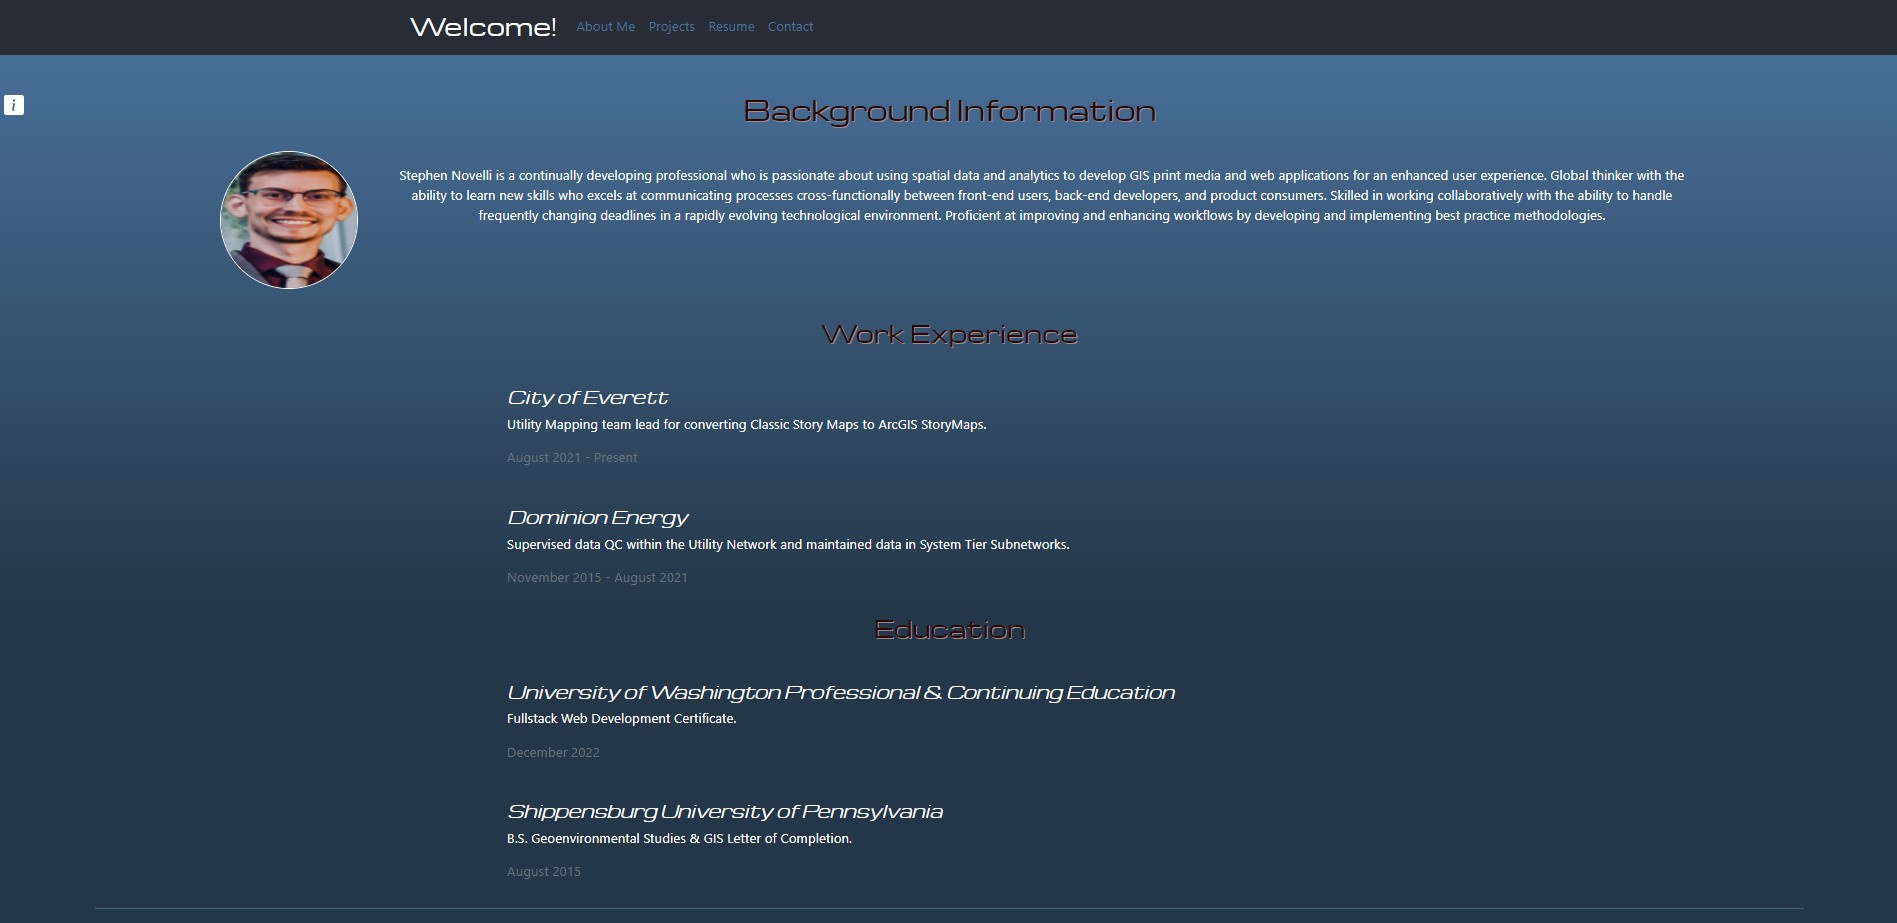 Welcome! About Me Projects Resume Contact
i
Background Information
Stephen Novelli is a continually developing professional who is passionate about using spatial data and analytics to develop GIS print media and web applications for an enhanced user experience. Global thinker with the
ability to learn new skills who excels at communicating processes cross-functionally between front-end users, back-end developers, and product consumers. Skilled in working collaboratively with the ability to handle
frequently changing deadlines in a rapidly evolving technological environment. Proficient at improving and enhancing workflows by developing and implementing best practice methodologies.
Work Experience
City of Everett
Utility Mapping team lead for converting Classic Story Maps to ArcGIS StoryMaps.
August 2021 - Present
Dominion Energy
Supervised data QC within the Utility Network and maintained data in System Tier Subnetworks.
November 2015 - August 2021
Education
University of Washington Professional & Continuing Education
Fullstack Web Development Certificate.
December 2022
Shippensburg University of Pennsylvania
B.S. Geoenvironmental Studies & GIS Letter of Completion.
August 2015